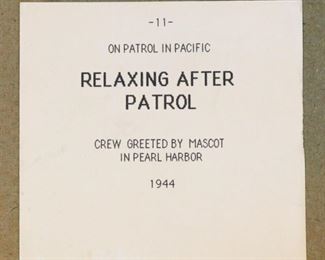 -11-
ON PATROL IN PACIFIC
RELAXING AFTER
PATROL
CREW GREETED BY MASCOT
IN PEARL HARBOR
1944